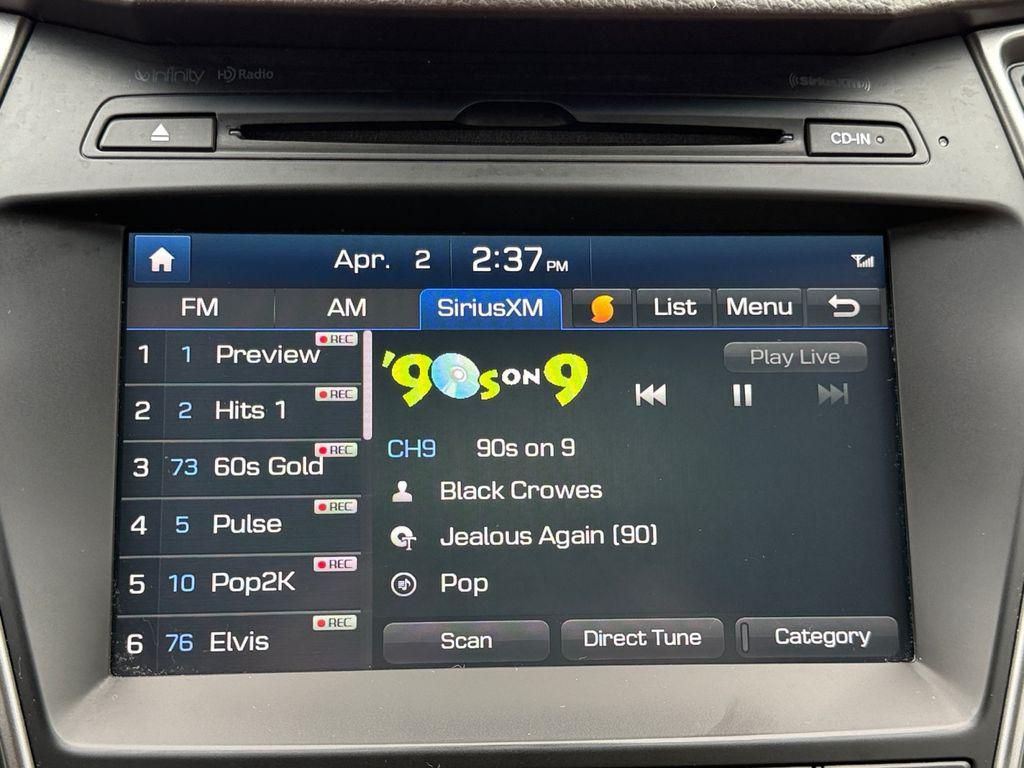 infinity HD Radio ((SiriusXM))
CD-IN
Apr. 2 2:37 PM
FM AM SiriusXM List Menu
1 1 Preview REC
2 2 Hits 1 REC
3 73 60s Gold REC
4 5 Pulse REC
5 10 Pop2K REC
6 76 Elvis REC
'90s ON 9
Play Live
CH9 90s on 9
Black Crowes
Jealous Again (90)
Pop
Scan Direct Tune Category